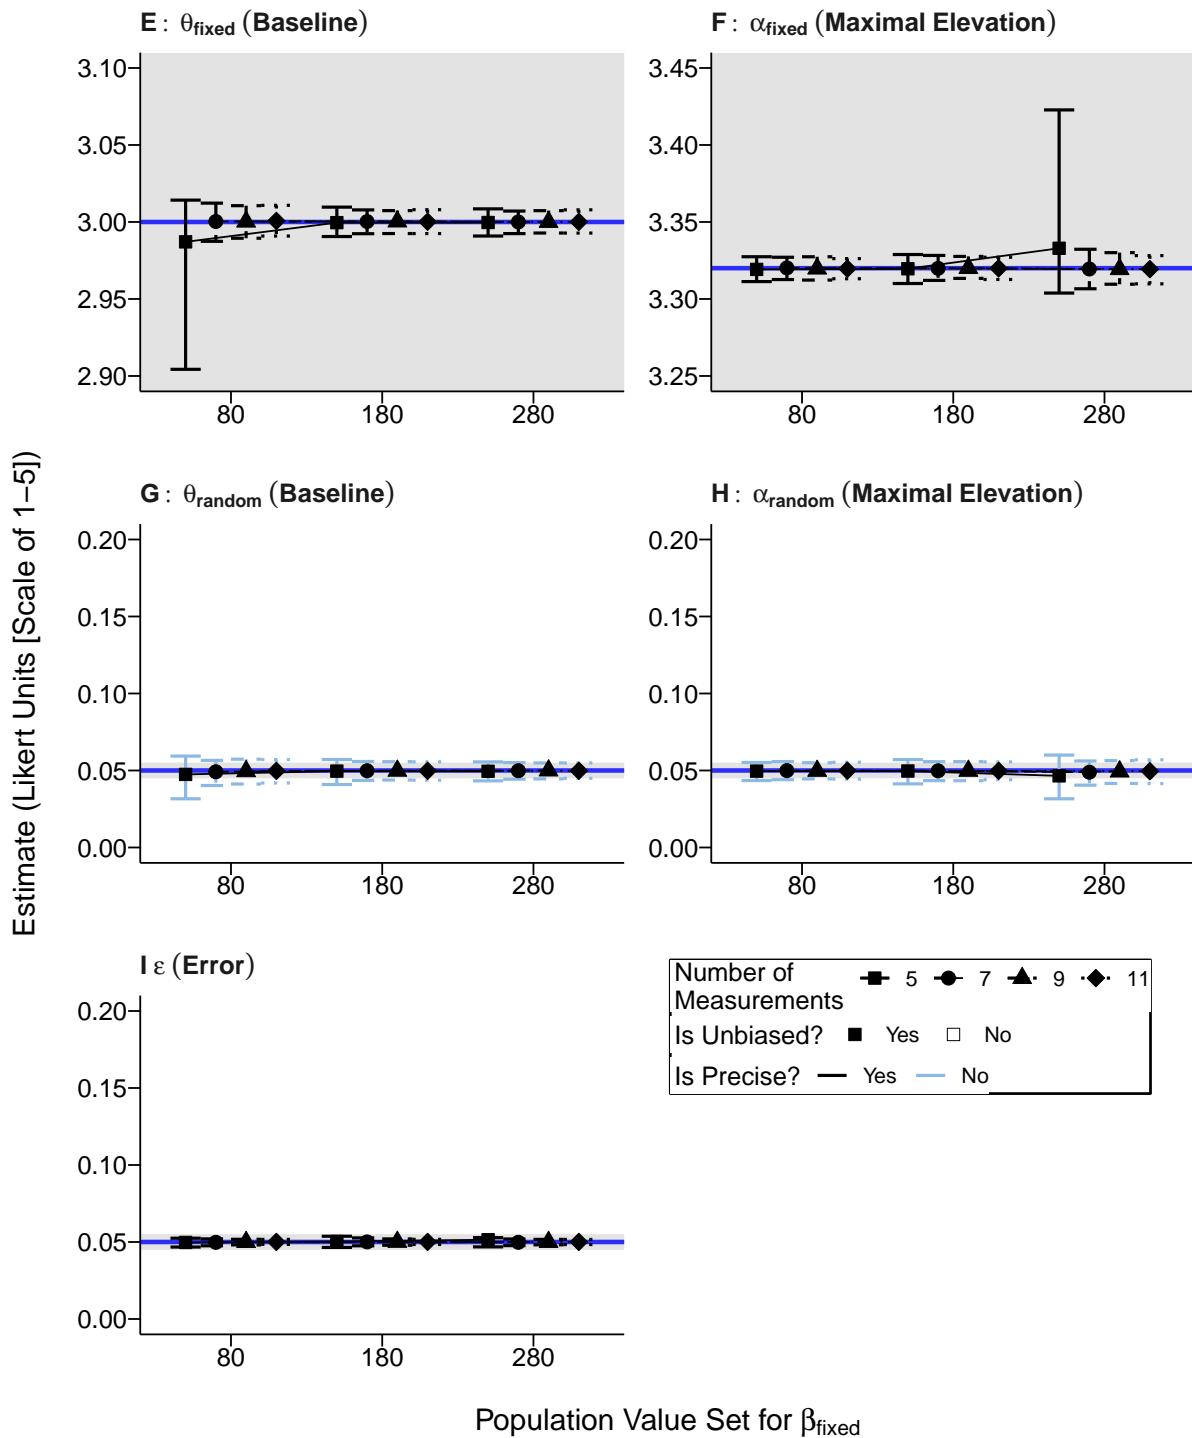 E : θfixed (Baseline)
3.10
3.05
3.00
2.95
2.90
80 180 280
F : αfixed (Maximal Elevation)
3.45
3.40
3.35
3.30
3.25
80 180 280
Estimate (Likert Units [Scale of 1−5])
G : θrandom (Baseline)
0.20
0.15
0.10
0.05
0.00
80 180 280
H : αrandom (Maximal Elevation)
0.20
0.15
0.10
0.05
0.00
80 180 280
I ε (Error)
0.20
0.15
0.10
0.05
0.00
80 180 280
Number of
Measurements 5 7 9 11
Is Unbiased? Yes No
Is Precise? Yes No
Population Value Set for βfixed